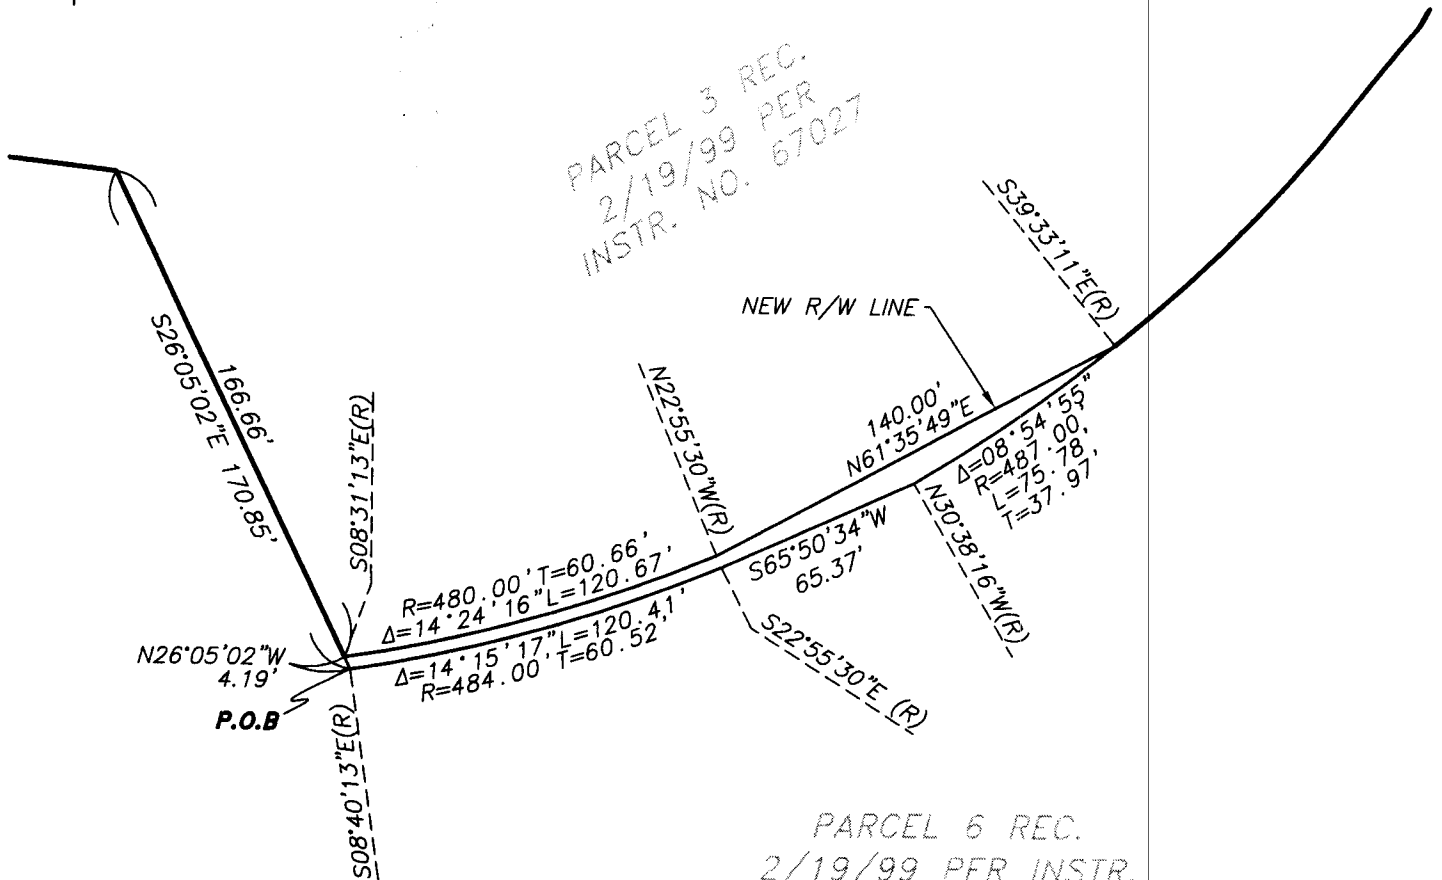 PARCEL 3 REC.
2/19/99 PER
INSTR. NO. 67027
S39°33'11"E(R)
NEW R/W LINE
S26°05'02"E 170.85'
166.66'
S08°31'13"E(R)
N22°55'30"W(R)
140.00'
N61°35'49"E
Δ=08°54'55"
R=487.00'
L=75.78'
T=37.97'
S65°50'34"W
65.37'
N30°38'16"W(R)
R=480.00' T=60.66'
Δ=14°24'16" L=120.67'
Δ=14°15'17" L=120.41'
R=484.00' T=60.52'
S22°55'30"E (R)
N26°05'02"W
4.19'
P.O.B
S08°40'13"E(R)
PARCEL 6 REC.
2/19/99 PER INSTR.